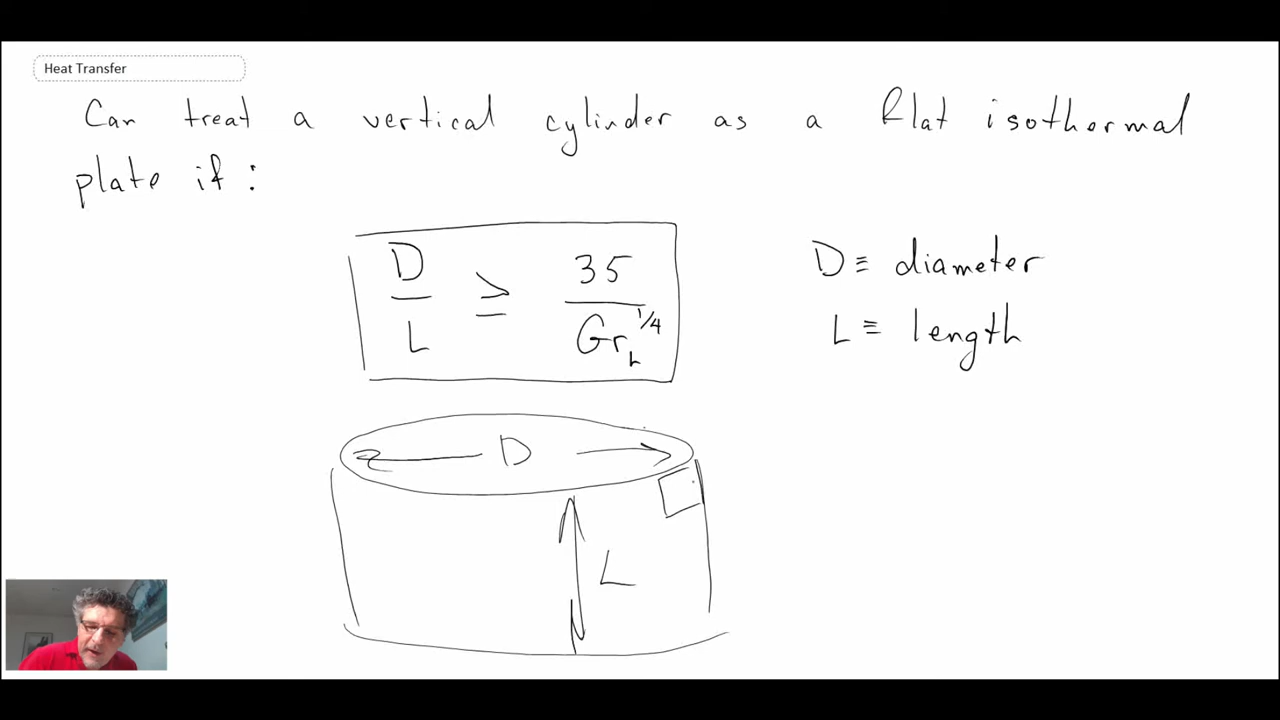 Heat Transfer
Can treat a vertical cylinder as a flat isothermal
plate if :
D/L ≥ 35/Gr_L^1/4
D ≡ diameter
L ≡ length
D
L